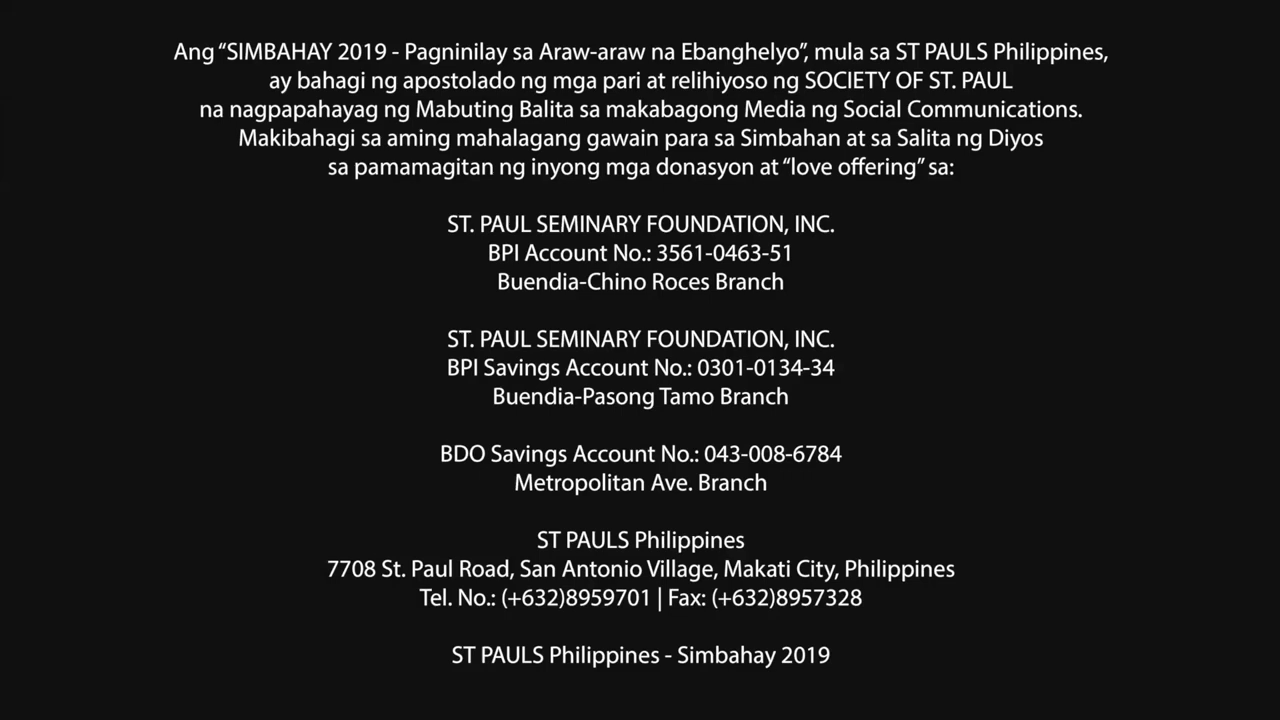 Ang “SIMBAHAY 2019 - Pagninilay sa Araw-araw na Ebanghelyo”, mula sa ST PAULS Philippines,
ay bahagi ng apostolado ng mga pari at relihiyoso ng SOCIETY OF ST. PAUL
na nagpapahayag ng Mabuting Balita sa makabagong Media ng Social Communications.
Makibahagi sa aming mahalagang gawain para sa Simbahan at sa Salita ng Diyos
sa pamamagitan ng inyong mga donasyon at “love offering” sa:
ST. PAUL SEMINARY FOUNDATION, INC.
BPI Account No.: 3561-0463-51
Buendia-Chino Roces Branch
ST. PAUL SEMINARY FOUNDATION, INC.
BPI Savings Account No.: 0301-0134-34
Buendia-Pasong Tamo Branch
BDO Savings Account No.: 043-008-6784
Metropolitan Ave. Branch
ST PAULS Philippines
7708 St. Paul Road, San Antonio Village, Makati City, Philippines
Tel. No.: (+632)8959701 | Fax: (+632)8957328
ST PAULS Philippines - Simbahay 2019